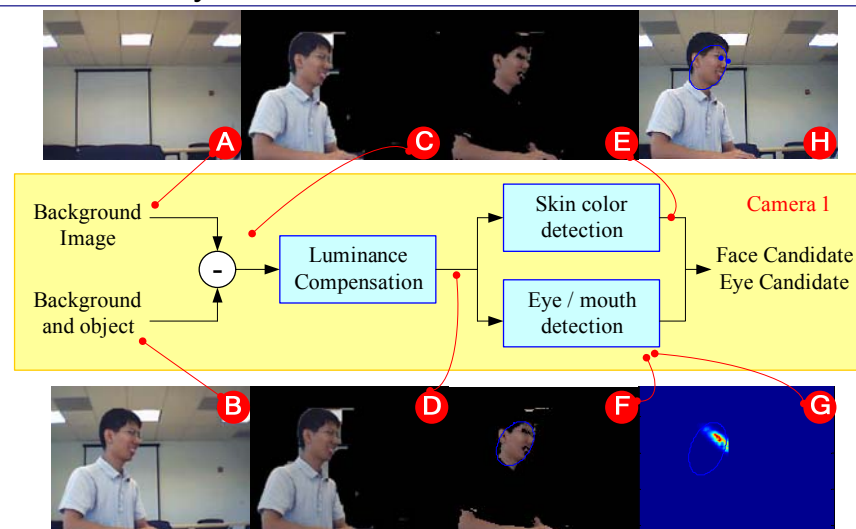 A
C
E
H
Background
Image
Background
and object
-
Luminance
Compensation
Skin color
detection
Eye / mouth
detection
Camera 1
Face Candidate
Eye Candidate
B
D
F
G